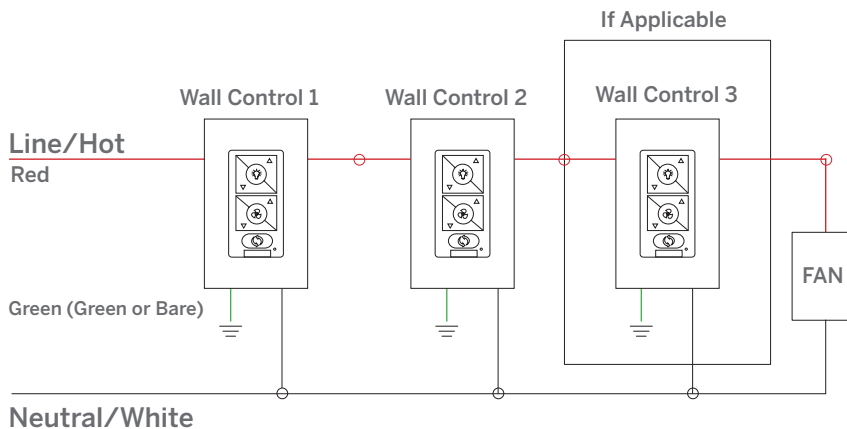 If Applicable
Wall Control 1
Wall Control 2
Wall Control 3
Line/Hot
Red
FAN
Green (Green or Bare)
Neutral/White